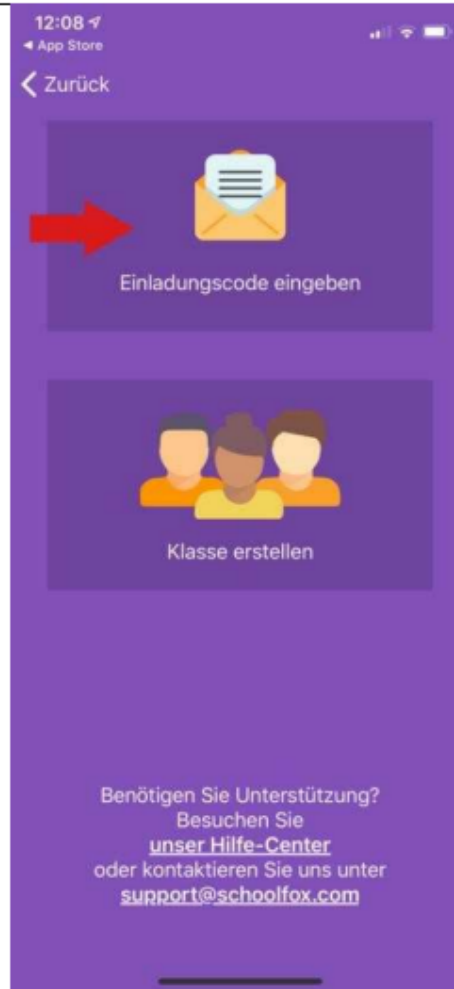 12:08
App Store
Zurück
Einladungscode eingeben
Klasse erstellen
Benötigen Sie Unterstützung?
Besuchen Sie
unser Hilfe-Center
oder kontaktieren Sie uns unter
support@schoolfox.com